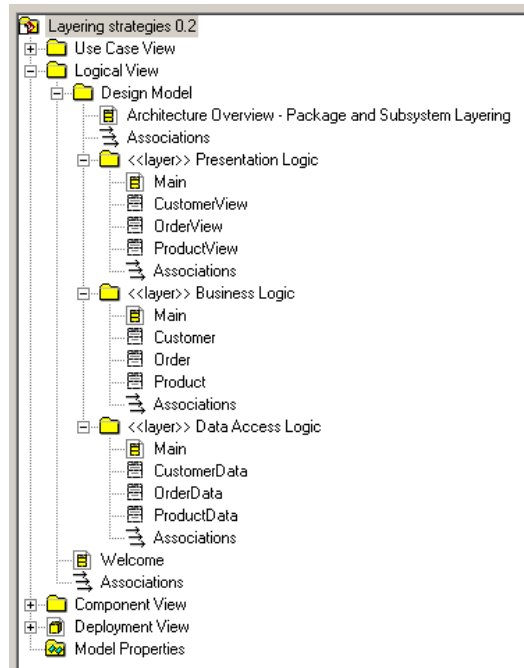 Layering strategies 0.2
Use Case View
Logical View
Design Model
Architecture Overview - Package and Subsystem Layering
Associations
<<layer>> Presentation Logic
Main
CustomerView
OrderView
ProductView
Associations
<<layer>> Business Logic
Main
Customer
Order
Product
Associations
<<layer>> Data Access Logic
Main
CustomerData
OrderData
ProductData
Associations
Welcome
Associations
Component View
Deployment View
Model Properties